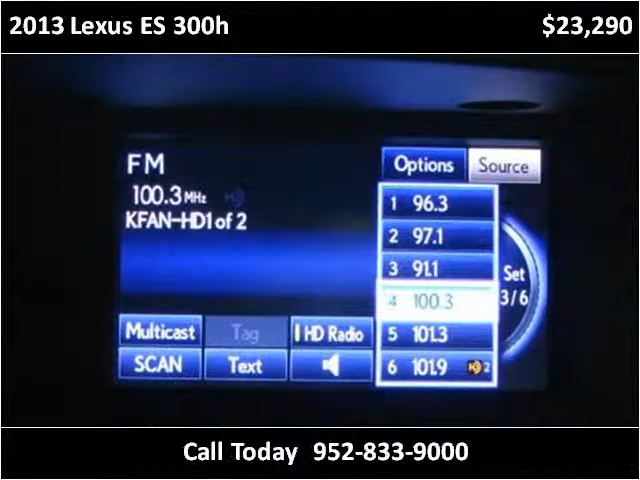 2013 Lexus ES 300h $23,290
FM
Options Source
100.3 MHz
KFAN-HD1 of 2
1 96.3
2 97.1
3 91.1
4 100.3
5 101.3
6 101.9 2
Set
3/6
Multicast Tag HD Radio
SCAN Text
Call Today 952-833-9000